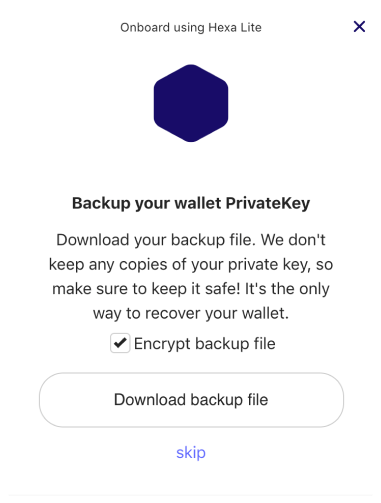 Onboard using Hexa Lite
Backup your wallet PrivateKey
Download your backup file. We don't
keep any copies of your private key, so
make sure to keep it safe! It's the only
way to recover your wallet.
Encrypt backup file
Download backup file
skip